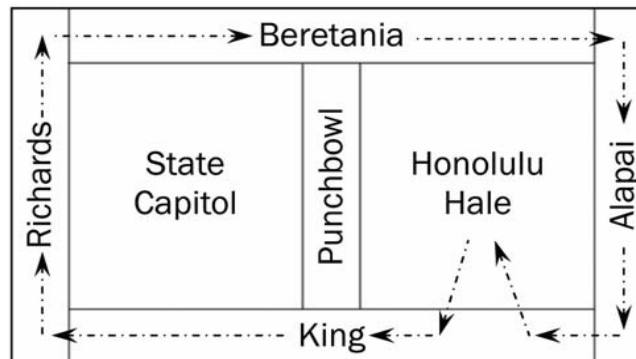 Beretania
Richards
State
Capitol
Punchbowl
Honolulu
Hale
Alapai
King